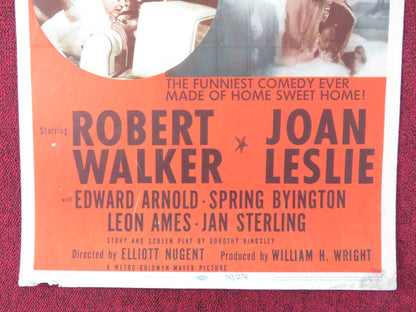 THE FUNNIEST COMEDY EVER
MADE OF HOME SWEET HOME!
Starring ROBERT WALKER ★ JOAN LESLIE
with EDWARD ARNOLD · SPRING BYINGTON
LEON AMES · JAN STERLING
STORY AND SCREEN PLAY BY DOROTHY KINGSLEY
Directed by ELLIOTT NUGENT Produced by WILLIAM H. WRIGHT
A METRO-GOLDWYN-MAYER PICTURE
50/274